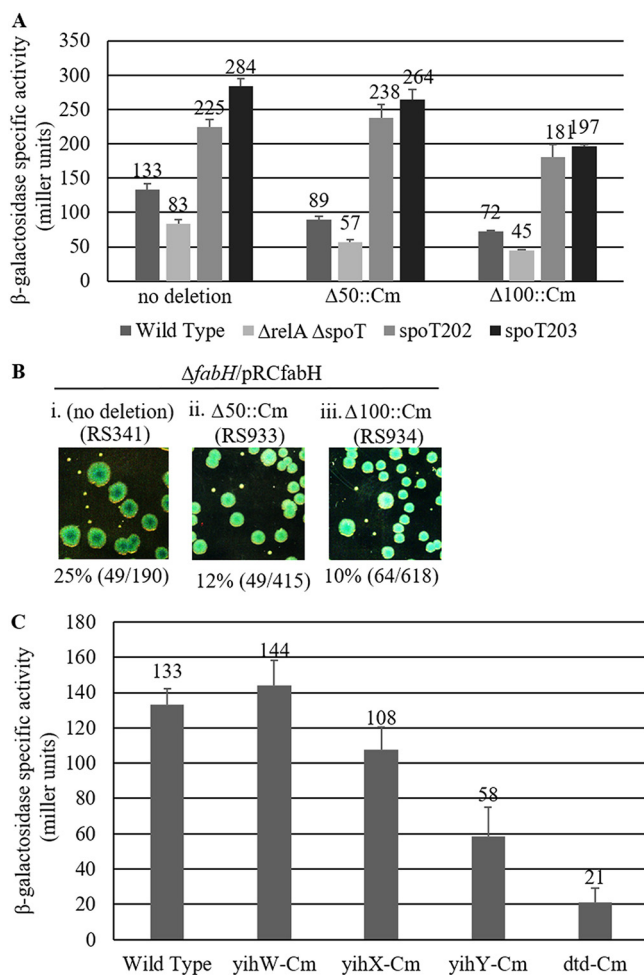 A
β-galactosidase specific activity
(miller units)
350
300
250
200
150
100
50
0
133
83
225
284
89
57
238
264
72
45
181
197
no deletion
Δ50::Cm
Δ100::Cm
Wild Type
ΔrelA ΔspoT
spoT202
spoT203
B
ΔfabH/pRCfabH
i. (no deletion)
(RS341)
ii. Δ50::Cm
(RS933)
iii. Δ100::Cm
(RS934)
25% (49/190)
12% (49/415)
10% (64/618)
C
β-galactosidase specific activity
(miller units)
180
160
140
120
100
80
60
40
20
0
133
144
108
58
21
Wild Type
yihW-Cm
yihX-Cm
yihY-Cm
dtd-Cm